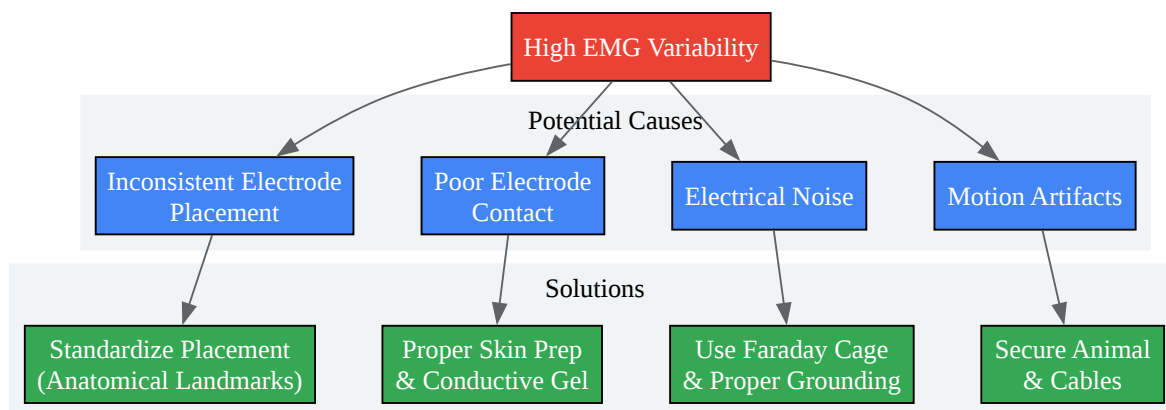 High EMG Variability
Potential Causes
Inconsistent Electrode
Placement
Poor Electrode
Contact
Electrical Noise
Motion Artifacts
Solutions
Standardize Placement
(Anatomical Landmarks)
Proper Skin Prep
& Conductive Gel
Use Faraday Cage
& Proper Grounding
Secure Animal
& Cables